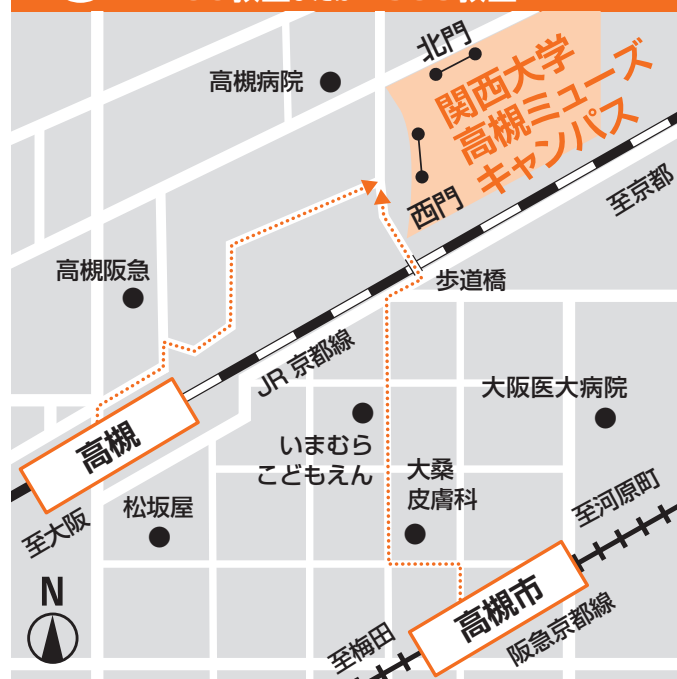 北門
高槻病院
関西大学
高槻ミューズ
キャンパス
西門
至京都
高槻阪急
歩道橋
JR京都線
大阪医大病院
高槻
いまむら
こどもえん
大桑
皮膚科
至大阪
松坂屋
至河原町
N
高槻市
阪急京都線
至梅田